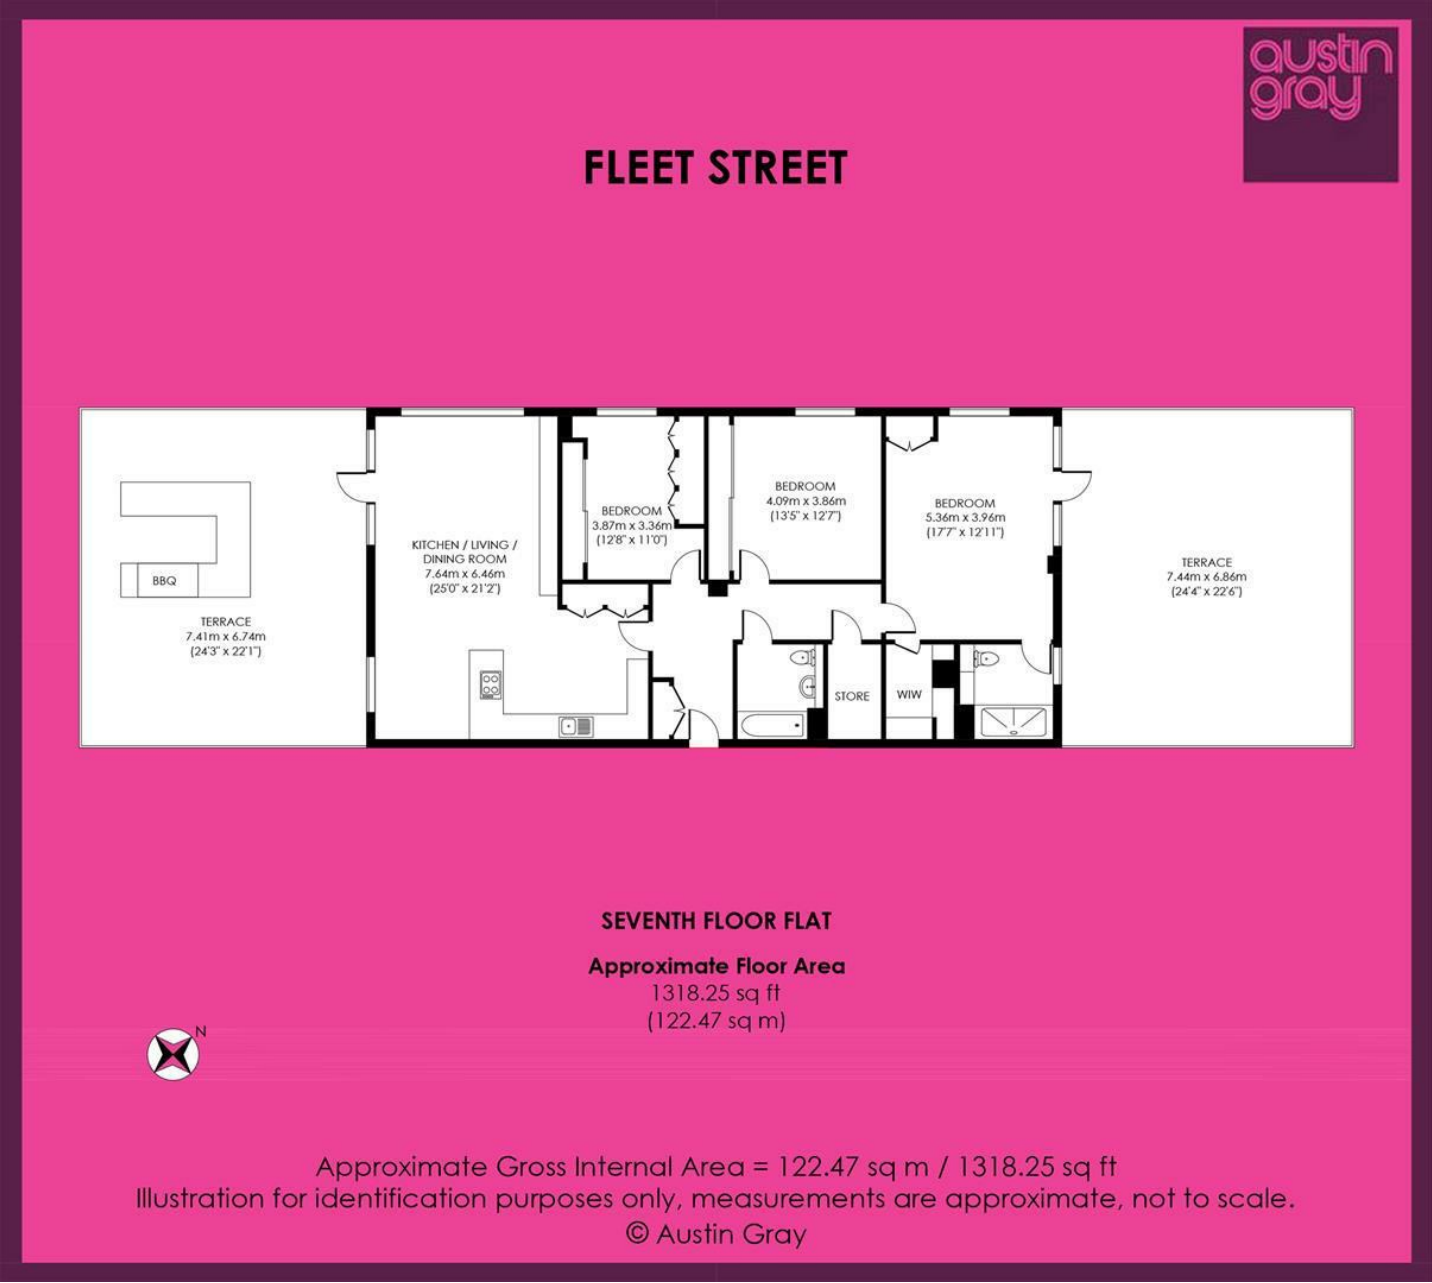 austin
gray
FLEET STREET
BEDROOM
4.09m x 3.86m
(13'5" x 12'7")
BEDROOM
5.36m x 3.96m
(17'7" x 12'11")
BEDROOM
3.87m x 3.36m
(12'8" x 11'0")
KITCHEN / LIVING /
DINING ROOM
7.64m x 6.46m
(25'0" x 21'2")
BBQ
TERRACE
7.41m x 6.74m
(24'3" x 22'1")
TERRACE
7.44m x 6.86m
(24'4" x 22'6")
STORE
WIW
SEVENTH FLOOR FLAT
Approximate Floor Area
1318.25 sq ft
(122.47 sq m)
N
Approximate Gross Internal Area = 122.47 sq m / 1318.25 sq ft
Illustration for identification purposes only, measurements are approximate, not to scale.
© Austin Gray